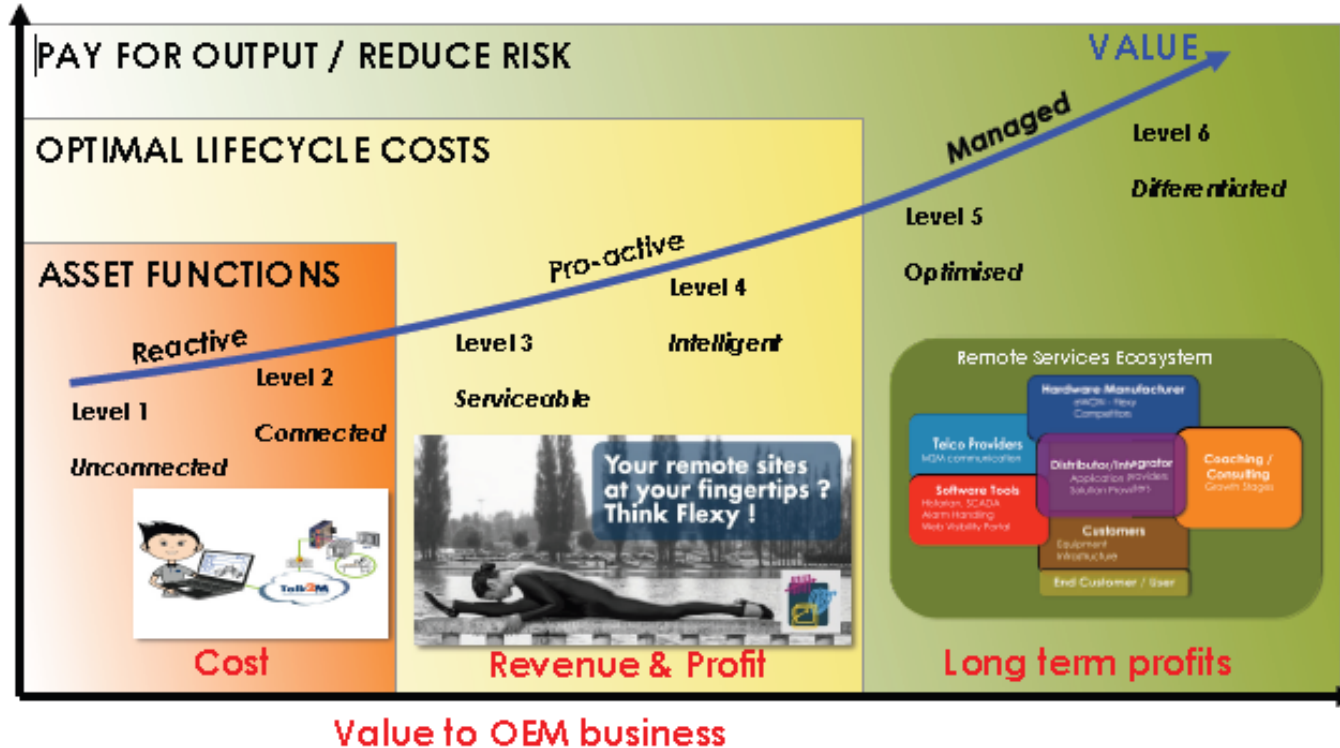 PAY FOR OUTPUT / REDUCE RISK
VALUE
OPTIMAL LIFECYCLE COSTS
Managed
Level 6
Differentiated
Level 5
Optimised
ASSET FUNCTIONS
Pro-active
Level 4
Intelligent
Reactive
Level 3
Serviceable
Level 2
Connected
Level 1
Unconnected
Talk2M
Your remote sites
at your fingertips ?
Think Flexy !
Remote Services Ecosystem
Hardware Manufacturer
eWON - Flexy
Competitors
Telco Providers
M2M communication
Distributor/Integrator
Application Providers
Solution Providers
Coaching /
Consulting
Growth Stages
Software Tools
Historian, SCADA
Alarm Handling
Web Visibility Portal
Customers
Equipment
Infrastructure
End Customer / User
Cost
Revenue & Profit
Long term profits
Value to OEM business